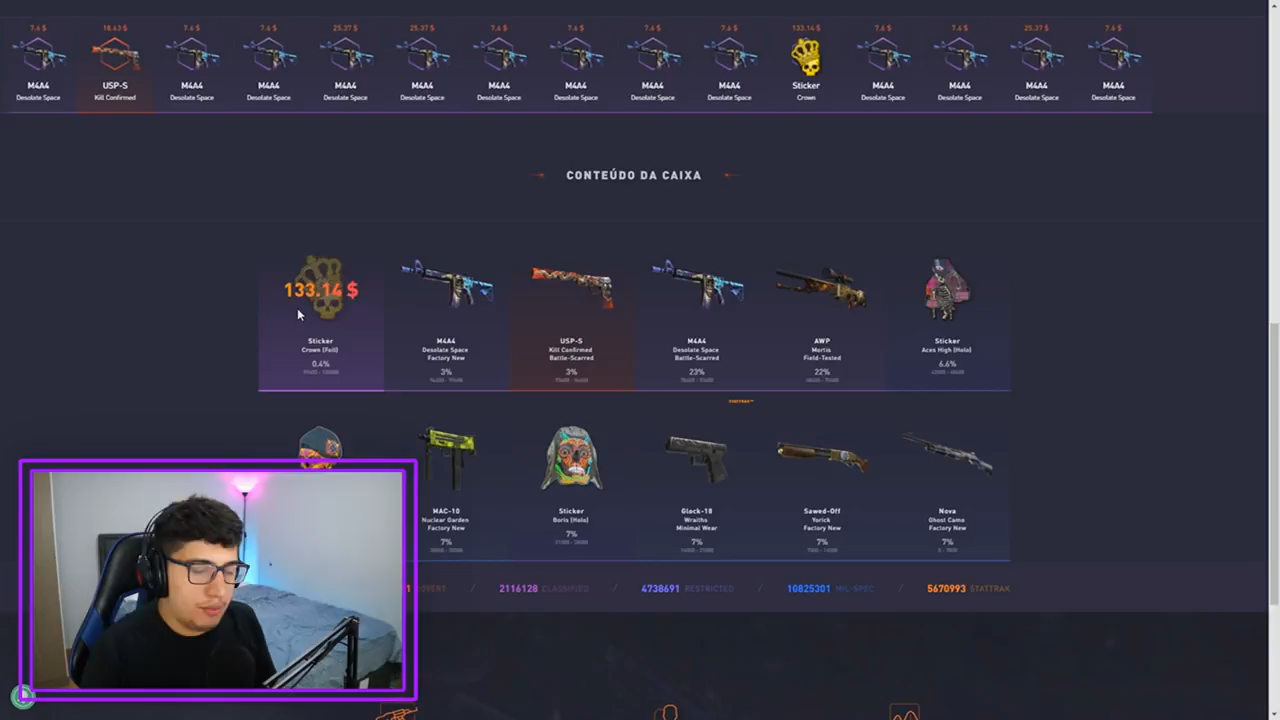 7.6 $ 18.63 $ 7.6 $ 7.6 $ 25.37 $ 25.37 $ 7.6 $ 7.6 $ 7.6 $ 7.6 $ 133.14 $ 7.6 $ 7.6 $ 25.37 $ 7.6 $
M4A4 USP-S M4A4 M4A4 M4A4 M4A4 M4A4 M4A4 M4A4 M4A4 Sticker M4A4 M4A4 M4A4 M4A4
Desolate Space Kill Confirmed Desolate Space Desolate Space Desolate Space Desolate Space Desolate Space Desolate Space Desolate Space Desolate Space Crown Desolate Space Desolate Space Desolate Space Desolate Space
CONTEÚDO DA CAIXA
133.14 $
Sticker M4A4 USP-S M4A4 AWP Sticker
Crown (Foil) Desolate Space Kill Confirmed Desolate Space Mortis Aces High (Holo)
Factory New Battle-Scarred Battle-Scarred Field-Tested
0.4% 3% 3% 23% 22% 6.6%
STATTRAK™
MAC-10 Sticker Glock-18 Sawed-Off Nova
Nuclear Garden Boris (Holo) Wraiths Yorick Ghost Camo
Factory New Minimal Wear Factory New Factory New
7% 7% 7% 7% 7%
2116128 CLASSIFIED / 4738691 RESTRICTED / 10825301 MIL-SPEC / 5670993 STATTRAK